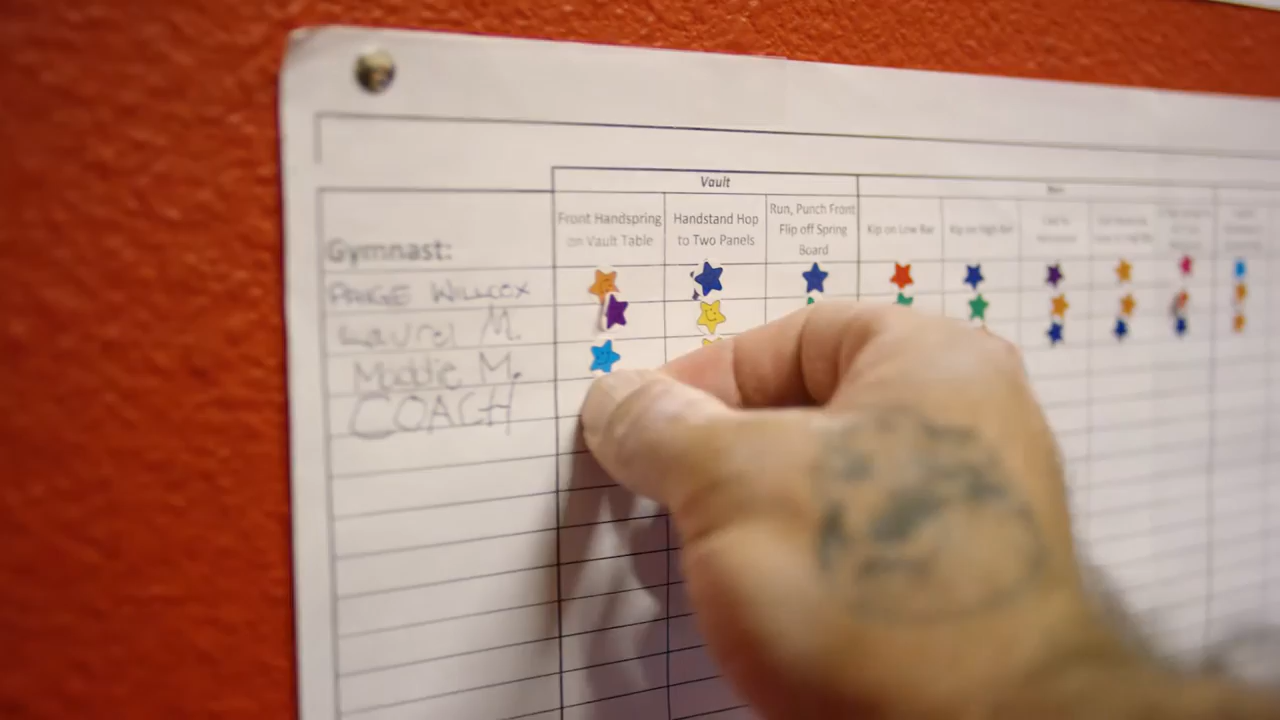 Vault
Front Handspring
on Vault Table
Handstand Hop
to Two Panels
Run, Punch Front
Flip off Spring
Board
Kip on Low Bar
Kip on High Bar
Gymnast:
PAIGE WILLCOX
Laurel M.
Maddie M.
COACH